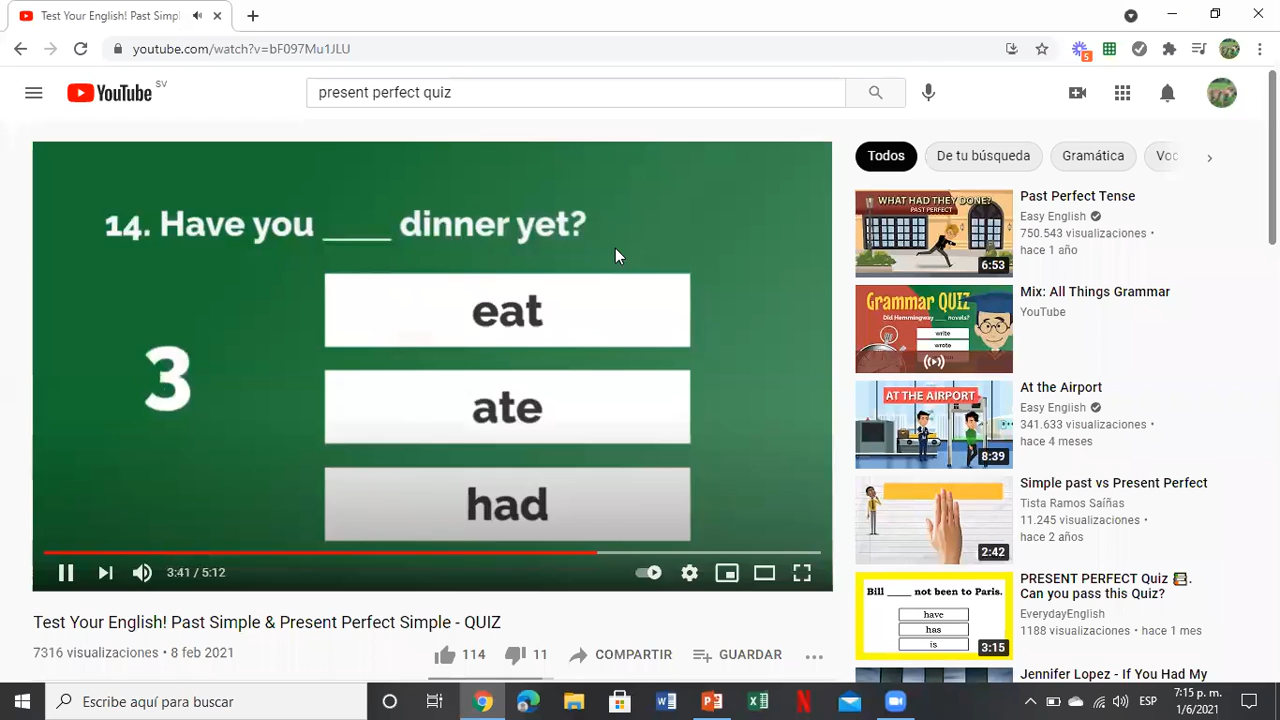 Test Your English! Past Simpl
youtube.com/watch?v=bF097Mu1JLU
5
YouTube SV
present perfect quiz
14. Have you ____ dinner yet?
3
eat
ate
had
3:41 / 5:12
Test Your English! Past Simple & Present Perfect Simple - QUIZ
7316 visualizaciones • 8 feb 2021
114
11
COMPARTIR
GUARDAR
Todos
De tu búsqueda
Gramática
Voc
WHAT HAD THEY DONE?
PAST PERFECT
6:53
Past Perfect Tense
Easy English
750.543 visualizaciones •
hace 1 año
Grammar QUIZ
Did Hemmingway ___ novels?
write
wrote
Mix: All Things Grammar
YouTube
AT THE AIRPORT
8:39
At the Airport
Easy English
341.633 visualizaciones •
hace 4 meses
2:42
Simple past vs Present Perfect
Tista Ramos Saíñas
11.245 visualizaciones •
hace 2 años
Bill ____ not been to Paris.
have
has
is
3:15
PRESENT PERFECT Quiz 📚.
Can you pass this Quiz?
EverydayEnglish
1188 visualizaciones • hace 1 mes
Jennifer Lopez - If You Had My
Escribe aquí para buscar
ESP
7:15 p. m.
1/6/2021